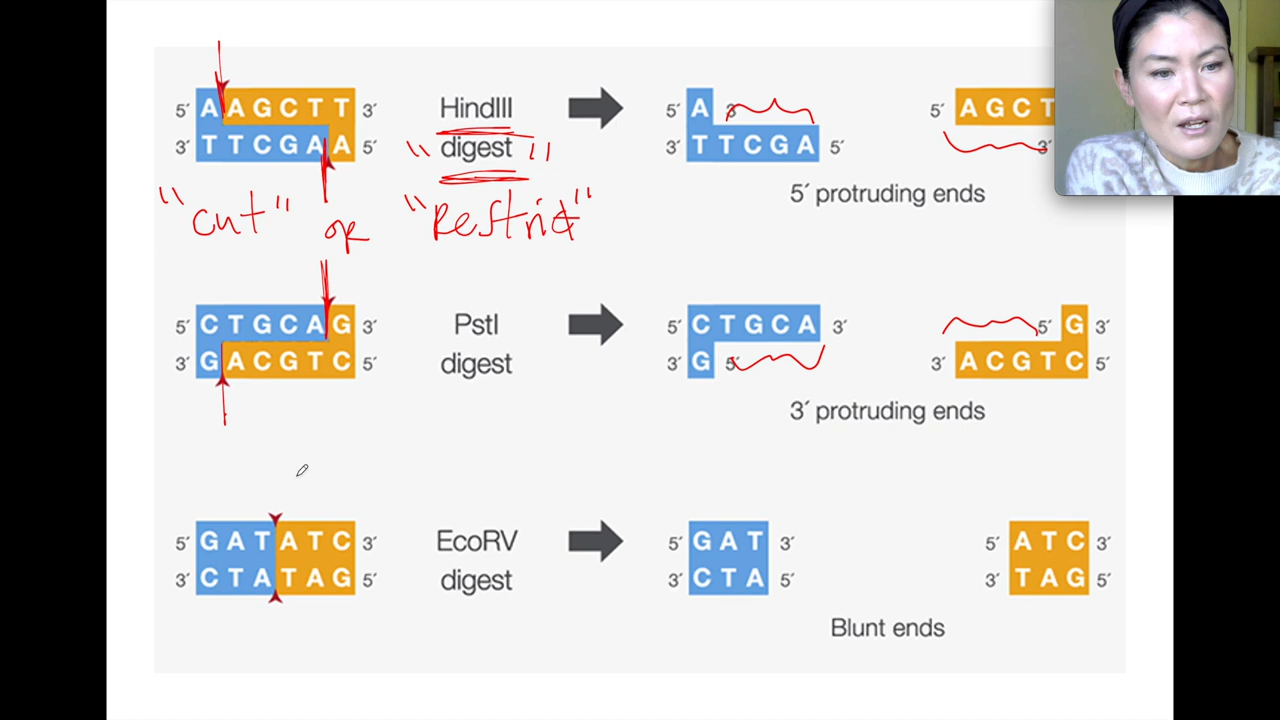 5´ AAGCTT 3´ HindIII 5´ A 3´ 5´ AGCT
3´ TTCGAA 5´ "digest" 3´ TTCGA 5´ 3´
5´ protruding ends
"cut" or "Restrict"
5´ CTGCAG 3´ PstI 5´ CTGCA 3´ 5´ G 3´
3´ GACGTC 5´ digest 3´ G 5´ 3´ ACGTC 5´
3´ protruding ends
5´ GATATC 3´ EcoRV 5´ GAT 3´ 5´ ATC 3´
3´ CTATAG 5´ digest 3´ CTA 5´ 3´ TAG 5´
Blunt ends